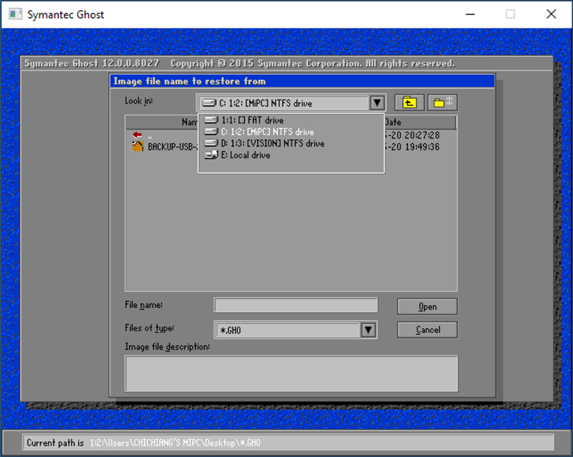 Symantec Ghost
Symantec Ghost 12.0.0.8027 Copyright © 2015 Symantec Corporation. All rights reserved.
Image file name to restore from
Look in: C: 1:2: [MiPC] NTFS drive
Nam Date
1:1: [] FAT drive
C: 1:2: [MiPC] NTFS drive
D: 1:3: [VISION] NTFS drive
E: Local drive
.. -20 20:27:28
BACKUP-USB- -20 19:49:36
File name:
Open
Files of type: *.GHO
Cancel
Image file description:
Current path is 1:2:\Users\CHICHIANG'S MIPC\Desktop\*.GHO